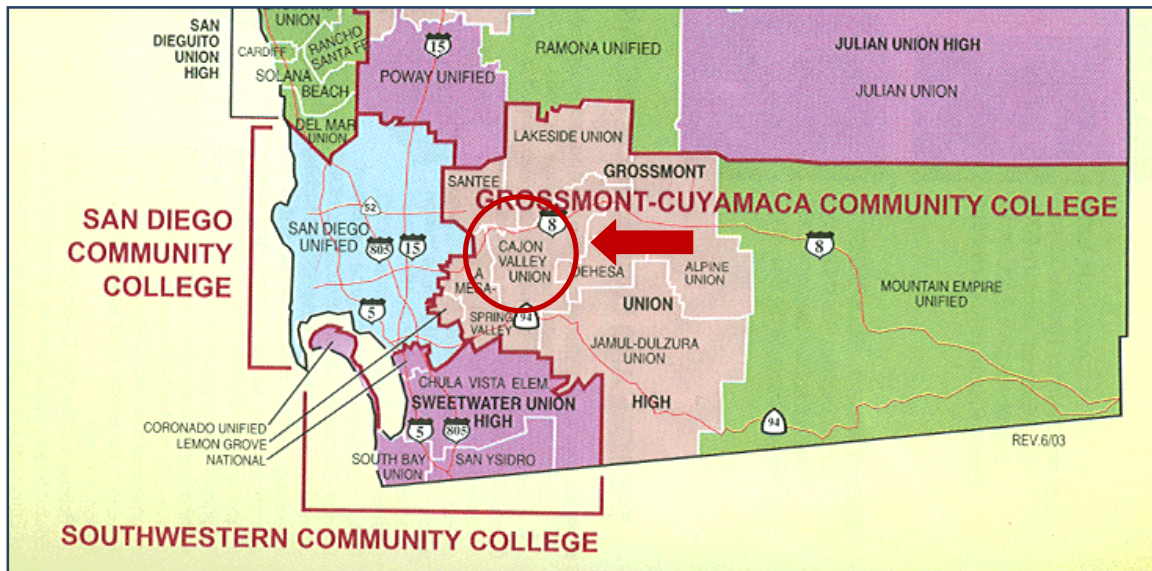 UNION
SAN
DIEGUITO
UNION
HIGH
CARDIFF
RANCHO
SANTA FE
SOLANA
BEACH
DEL MAR
UNION
15
POWAY UNIFIED
RAMONA UNIFIED
JULIAN UNION HIGH
JULIAN UNION
LAKESIDE UNION
SANTEE
GROSSMONT
GROSSMONT-CUYAMACA COMMUNITY COLLEGE
SAN DIEGO
COMMUNITY
COLLEGE
52
SAN DIEGO
UNIFIED
805
15
8
CAJON
VALLEY
UNION
A
MESA-
SPRING
VALLEY
DEHESA
ALPINE
UNION
8
MOUNTAIN EMPIRE
UNIFIED
UNION
5
94
JAMUL-DULZURA
UNION
HIGH
CHULA VISTA ELEM.
SWEETWATER UNION
HIGH
94
CORONADO UNIFIED
LEMON GROVE
NATIONAL
5
805
SOUTH BAY
UNION
SAN YSIDRO
REV.6/03
SOUTHWESTERN COMMUNITY COLLEGE